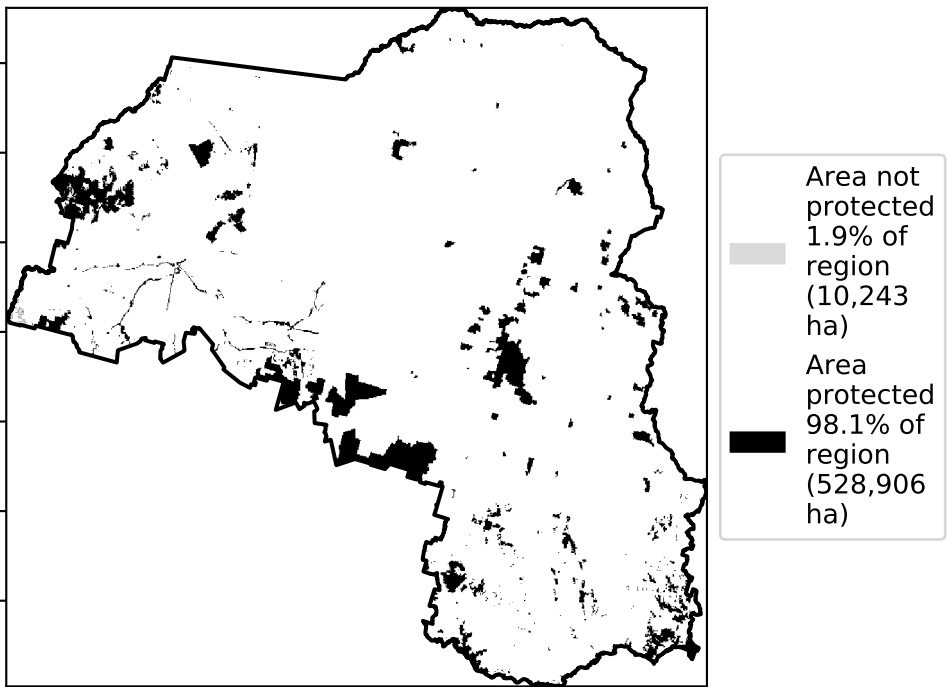 Area not
protected
1.9% of
region
(10,243
ha)
Area
protected
98.1% of
region
(528,906
ha)